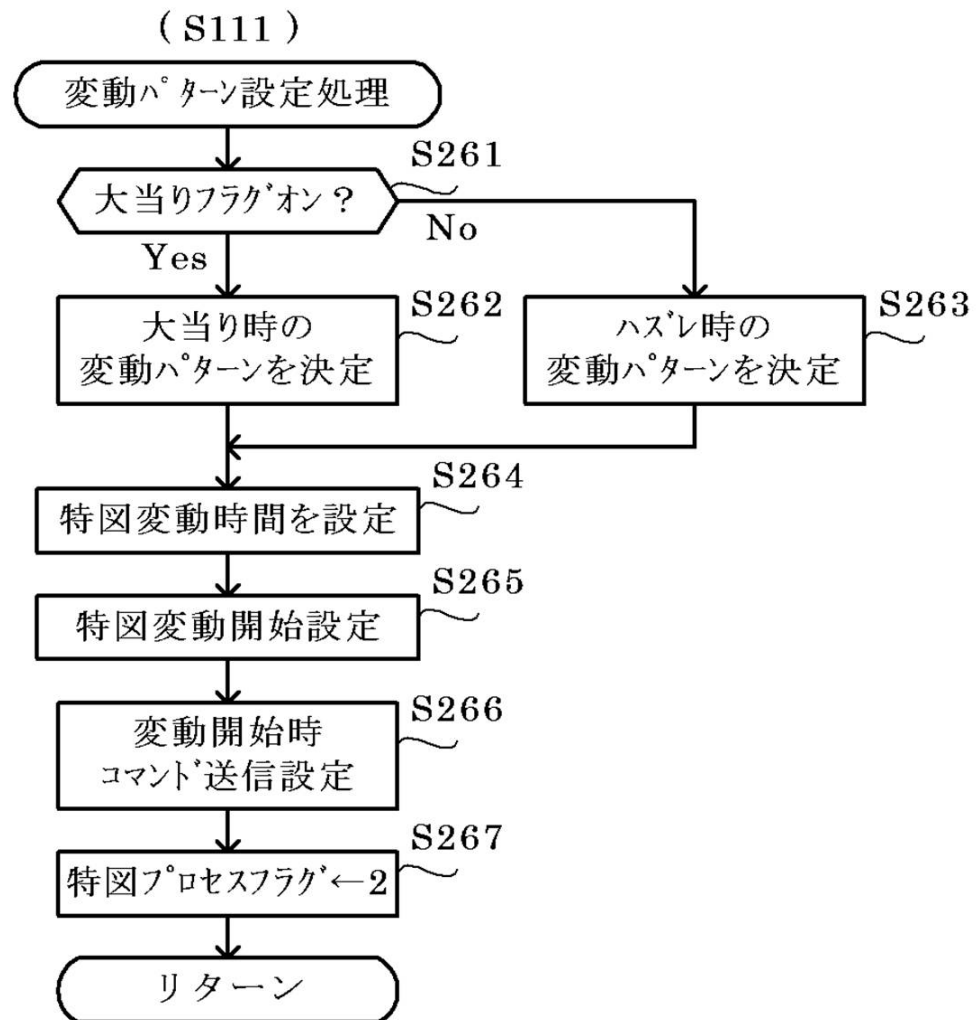 (S111)
変動パターン設定処理
S261
大当りフラグオン？
No
Yes
S262
大当り時の
変動パターンを決定
S263
ハズレ時の
変動パターンを決定
S264
特図変動時間を設定
S265
特図変動開始設定
S266
変動開始時
コマンド送信設定
S267
特図プロセスフラグ←2
リターン